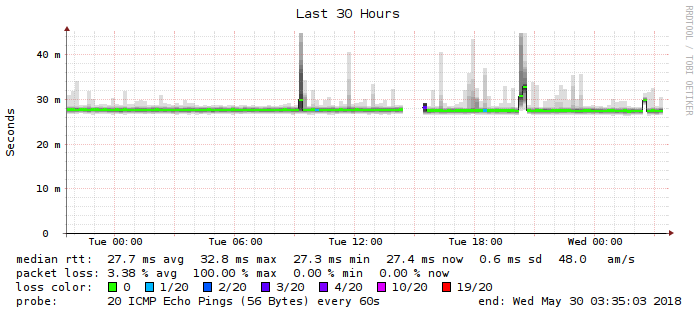 Last 30 Hours
RRDTOOL / TOBI OETIKER
Seconds
40 m
30 m
20 m
10 m
0
Tue 00:00 Tue 06:00 Tue 12:00 Tue 18:00 Wed 00:00
median rtt: 27.7 ms avg 32.8 ms max 27.3 ms min 27.4 ms now 0.6 ms sd 48.0 am/s
packet loss: 3.38 % avg 100.00 % max 0.00 % min 0.00 % now
loss color: 0 1/20 2/20 3/20 4/20 10/20 19/20
probe: 20 ICMP Echo Pings (56 Bytes) every 60s end: Wed May 30 03:35:03 2018